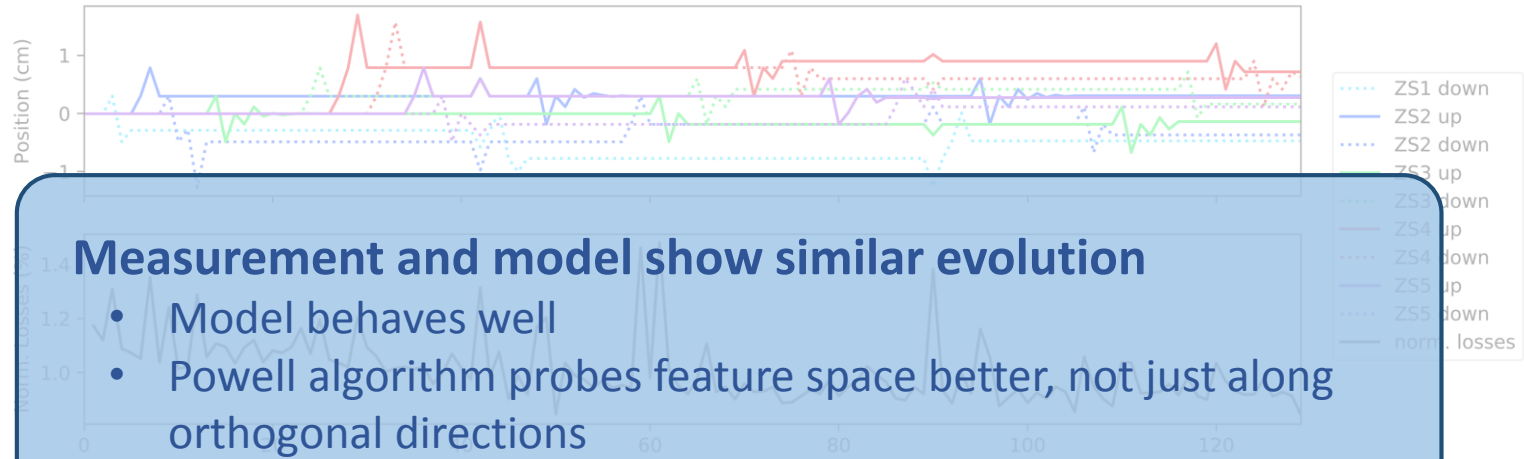 Position (cm)
1
0
1
ZS1 down
ZS2 up
ZS2 down
ZS3 up
ZS3 down
ZS4 up
ZS4 down
ZS5 up
ZS5 down
norm. losses
Norm. Losses (%)
1.4
1.2
1.0
Measurement and model show similar evolution
• Model behaves well
• Powell algorithm probes feature space better, not just along
orthogonal directions
0 20 40 60 80 100 120